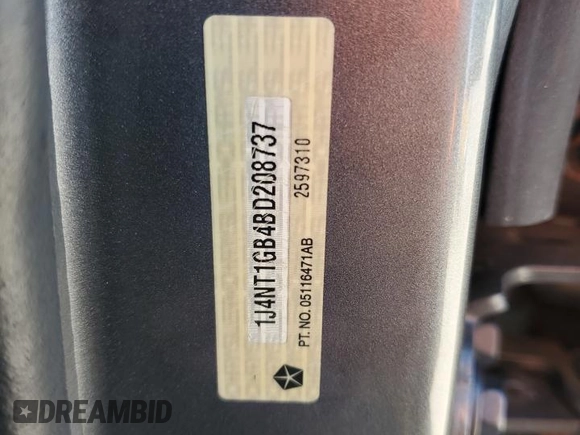 1J4NT1GB4BD208737
2597310
PT. NO. 05116471AB
DREAMBID